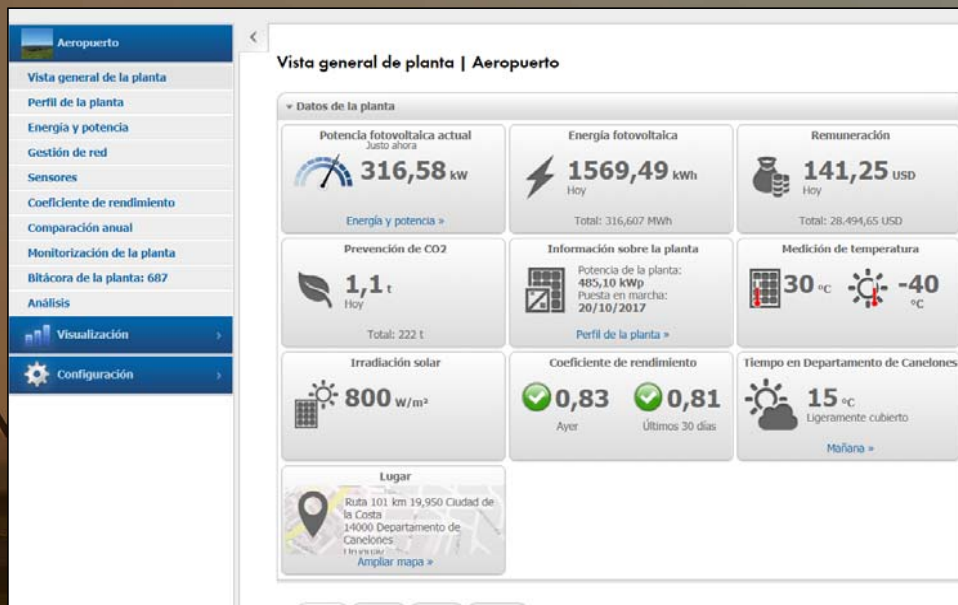 Aeropuerto
Vista general de la planta
Perfil de la planta
Energía y potencia
Gestión de red
Sensores
Coeficiente de rendimiento
Comparación anual
Monitorización de la planta
Bitácora de la planta: 687
Análisis
Visualización
Configuración
Vista general de planta | Aeropuerto
Datos de la planta
Potencia fotovoltaica actual
Justo ahora
316,58 kW
Energía y potencia »
Energía fotovoltaica
1569,49 kWh
Hoy
Total: 316,607 MWh
Remuneración
141,25 USD
Hoy
Total: 28.494,65 USD
Prevención de CO2
1,1 t
Hoy
Total: 222 t
Información sobre la planta
Potencia de la planta:
485,10 kWp
Puesta en marcha:
20/10/2017
Perfil de la planta »
Medición de temperatura
30 °C
-40
°C
Irradiación solar
800 W/m²
Coeficiente de rendimiento
0,83 0,81
Ayer Últimos 30 días
Tiempo en Departamento de Canelones
15 °C
Ligeramente cubierto
Mañana »
Lugar
Ruta 101 km 19,950 Ciudad de
la Costa
14000 Departamento de
Canelones
Uruguay
Ampliar mapa »